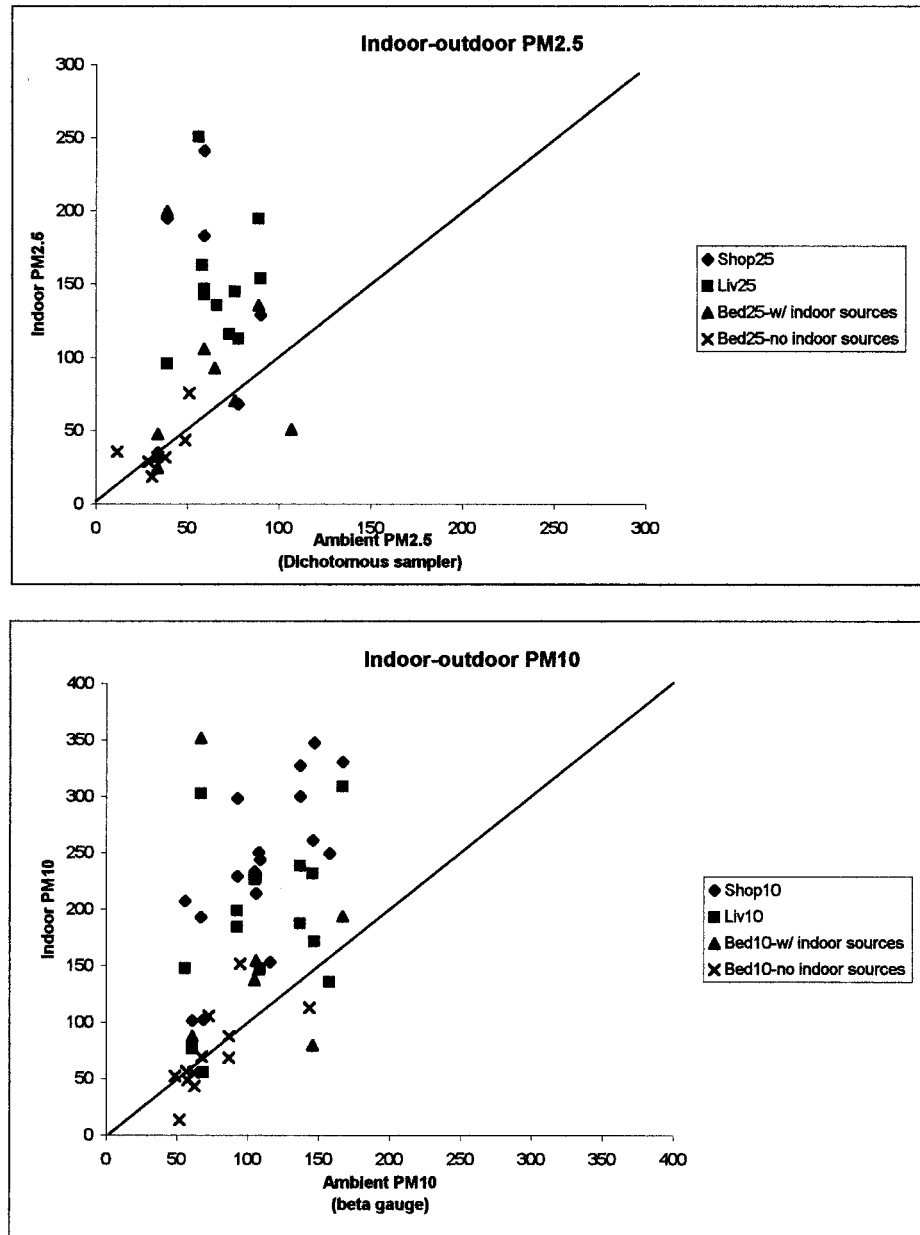 Indoor-outdoor PM2.5
300
250
200
150
100
50
0
Indoor PM2.5
0 50 100 150 200 250 300
Ambient PM2.5
(Dichotomous sampler)
Shop25
Liv25
Bed25-w/ indoor sources
Bed25-no indoor sources
Indoor-outdoor PM10
400
350
300
250
200
150
100
50
0
Indoor PM10
0 50 100 150 200 250 300 350 400
Ambient PM10
(beta gauge)
Shop10
Liv10
Bed10-w/ indoor sources
Bed10-no indoor sources